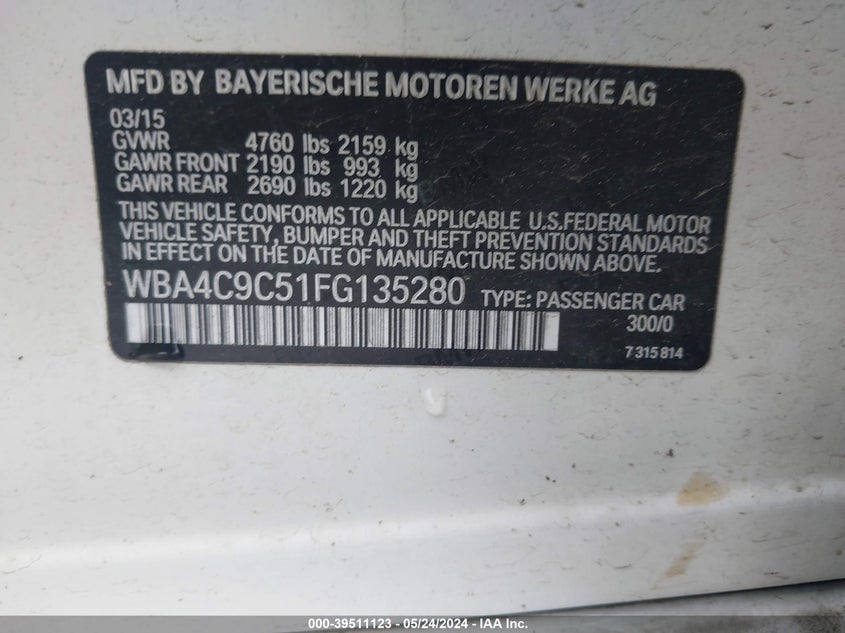 MFD BY BAYERISCHE MOTOREN WERKE AG
03/15
GVWR 4760 lbs 2159 kg
GAWR FRONT 2190 lbs 993 kg
GAWR REAR 2690 lbs 1220 kg
THIS VEHICLE CONFORMS TO ALL APPLICABLE U.S.FEDERAL MOTOR
VEHICLE SAFETY, BUMPER AND THEFT PREVENTION STANDARDS
IN EFFECT ON THE DATE OF MANUFACTURE SHOWN ABOVE.
WBA4C9C51FG135280 TYPE: PASSENGER CAR
300/0
7 315 814
000-39511123 - 05/24/2024 - IAA Inc.